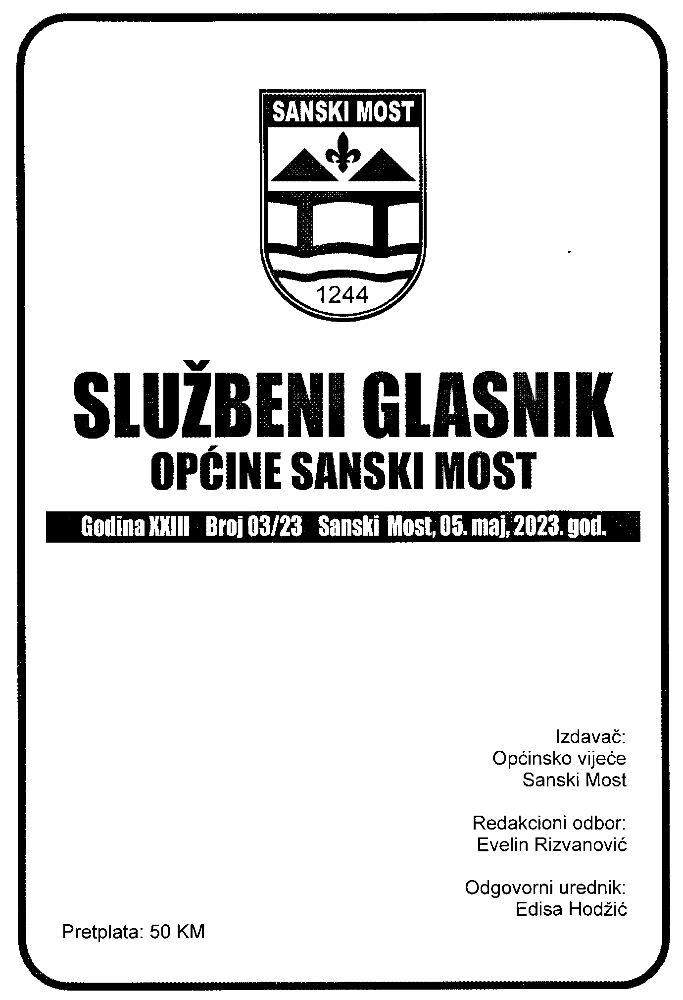 SANSKI MOST
1244
SLUŽBENI GLASNIK
OPĆINE SANSKI MOST
Godina XXIII Broj 03/23 Sanski Most, 05. maj, 2023. god.
Izdavač:
Općinsko vijeće
Sanski Most
Redakcioni odbor:
Evelin Rizvanović
Odgovorni urednik:
Edisa Hodžić
Pretplata: 50 KM